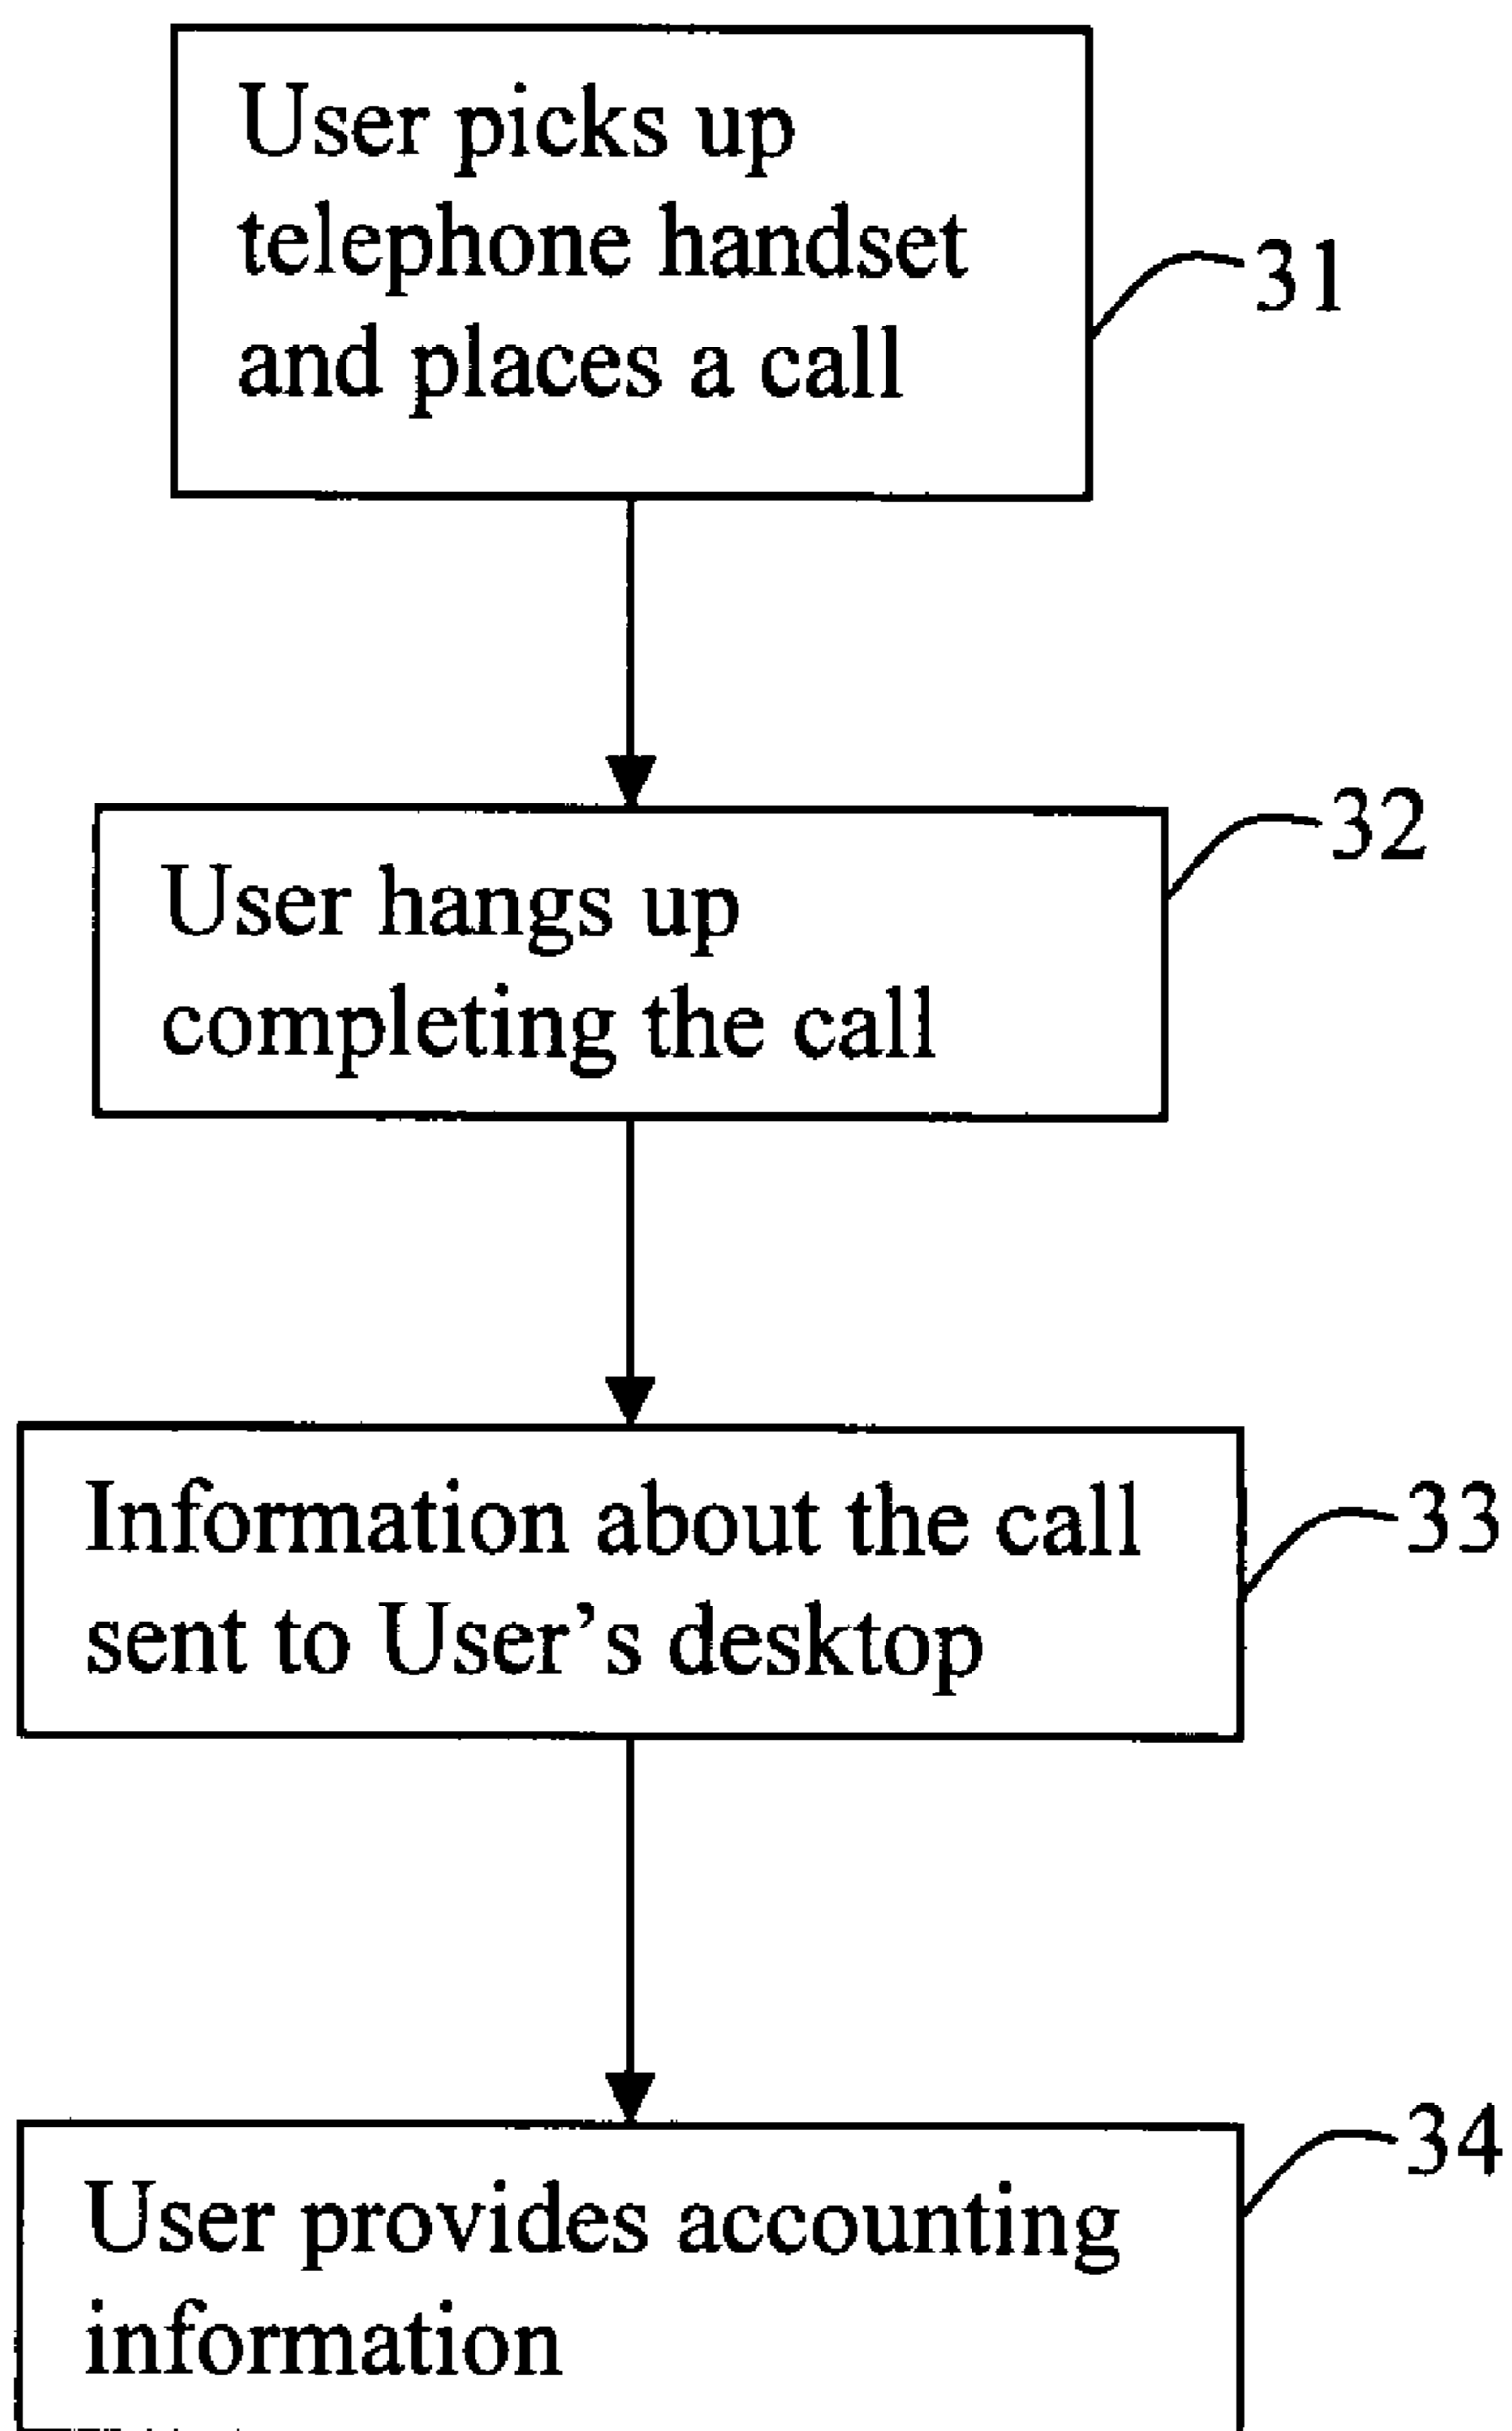 User picks up
telephone handset
and places a call
31
User hangs up
completing the call
32
Information about the call
sent to User’s desktop
33
User provides accounting
information
34